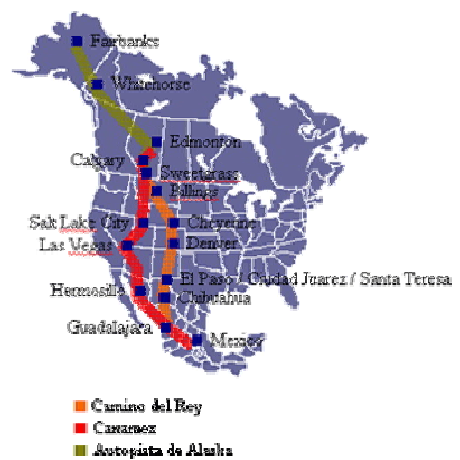 Fairbanks
Whitehorse
Edmonton
Calgary
Sweetgrass
Billings
Salt Lake City
Cheyenne
Las Vegas
Denver
El Paso / Ciudad Juarez / Santa Teresa
Hermosillo
Chihuahua
Guadalajara
Mexico
Camino del Rey
Canamex
Autopista de Alaska